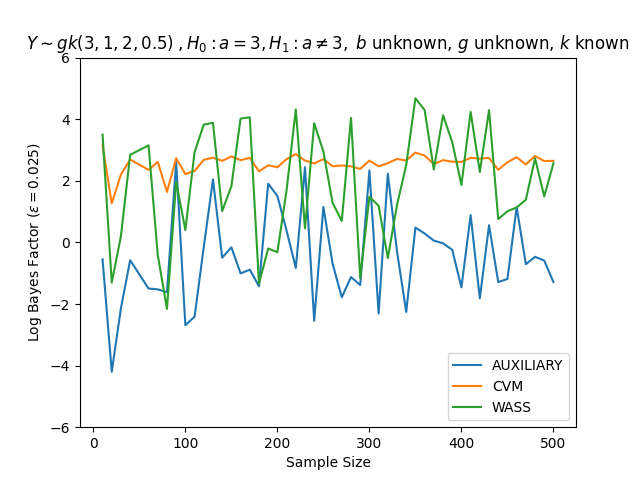 Y ∼ gk(3, 1, 2, 0.5) , H₀ : a = 3, H₁ : a ≠ 3, b unknown, g unknown, k known
6
4
2
0
−2
−4
−6
Log Bayes Factor (ϵ = 0.025)
AUXILIARY
CVM
WASS
0 100 200 300 400 500
Sample Size